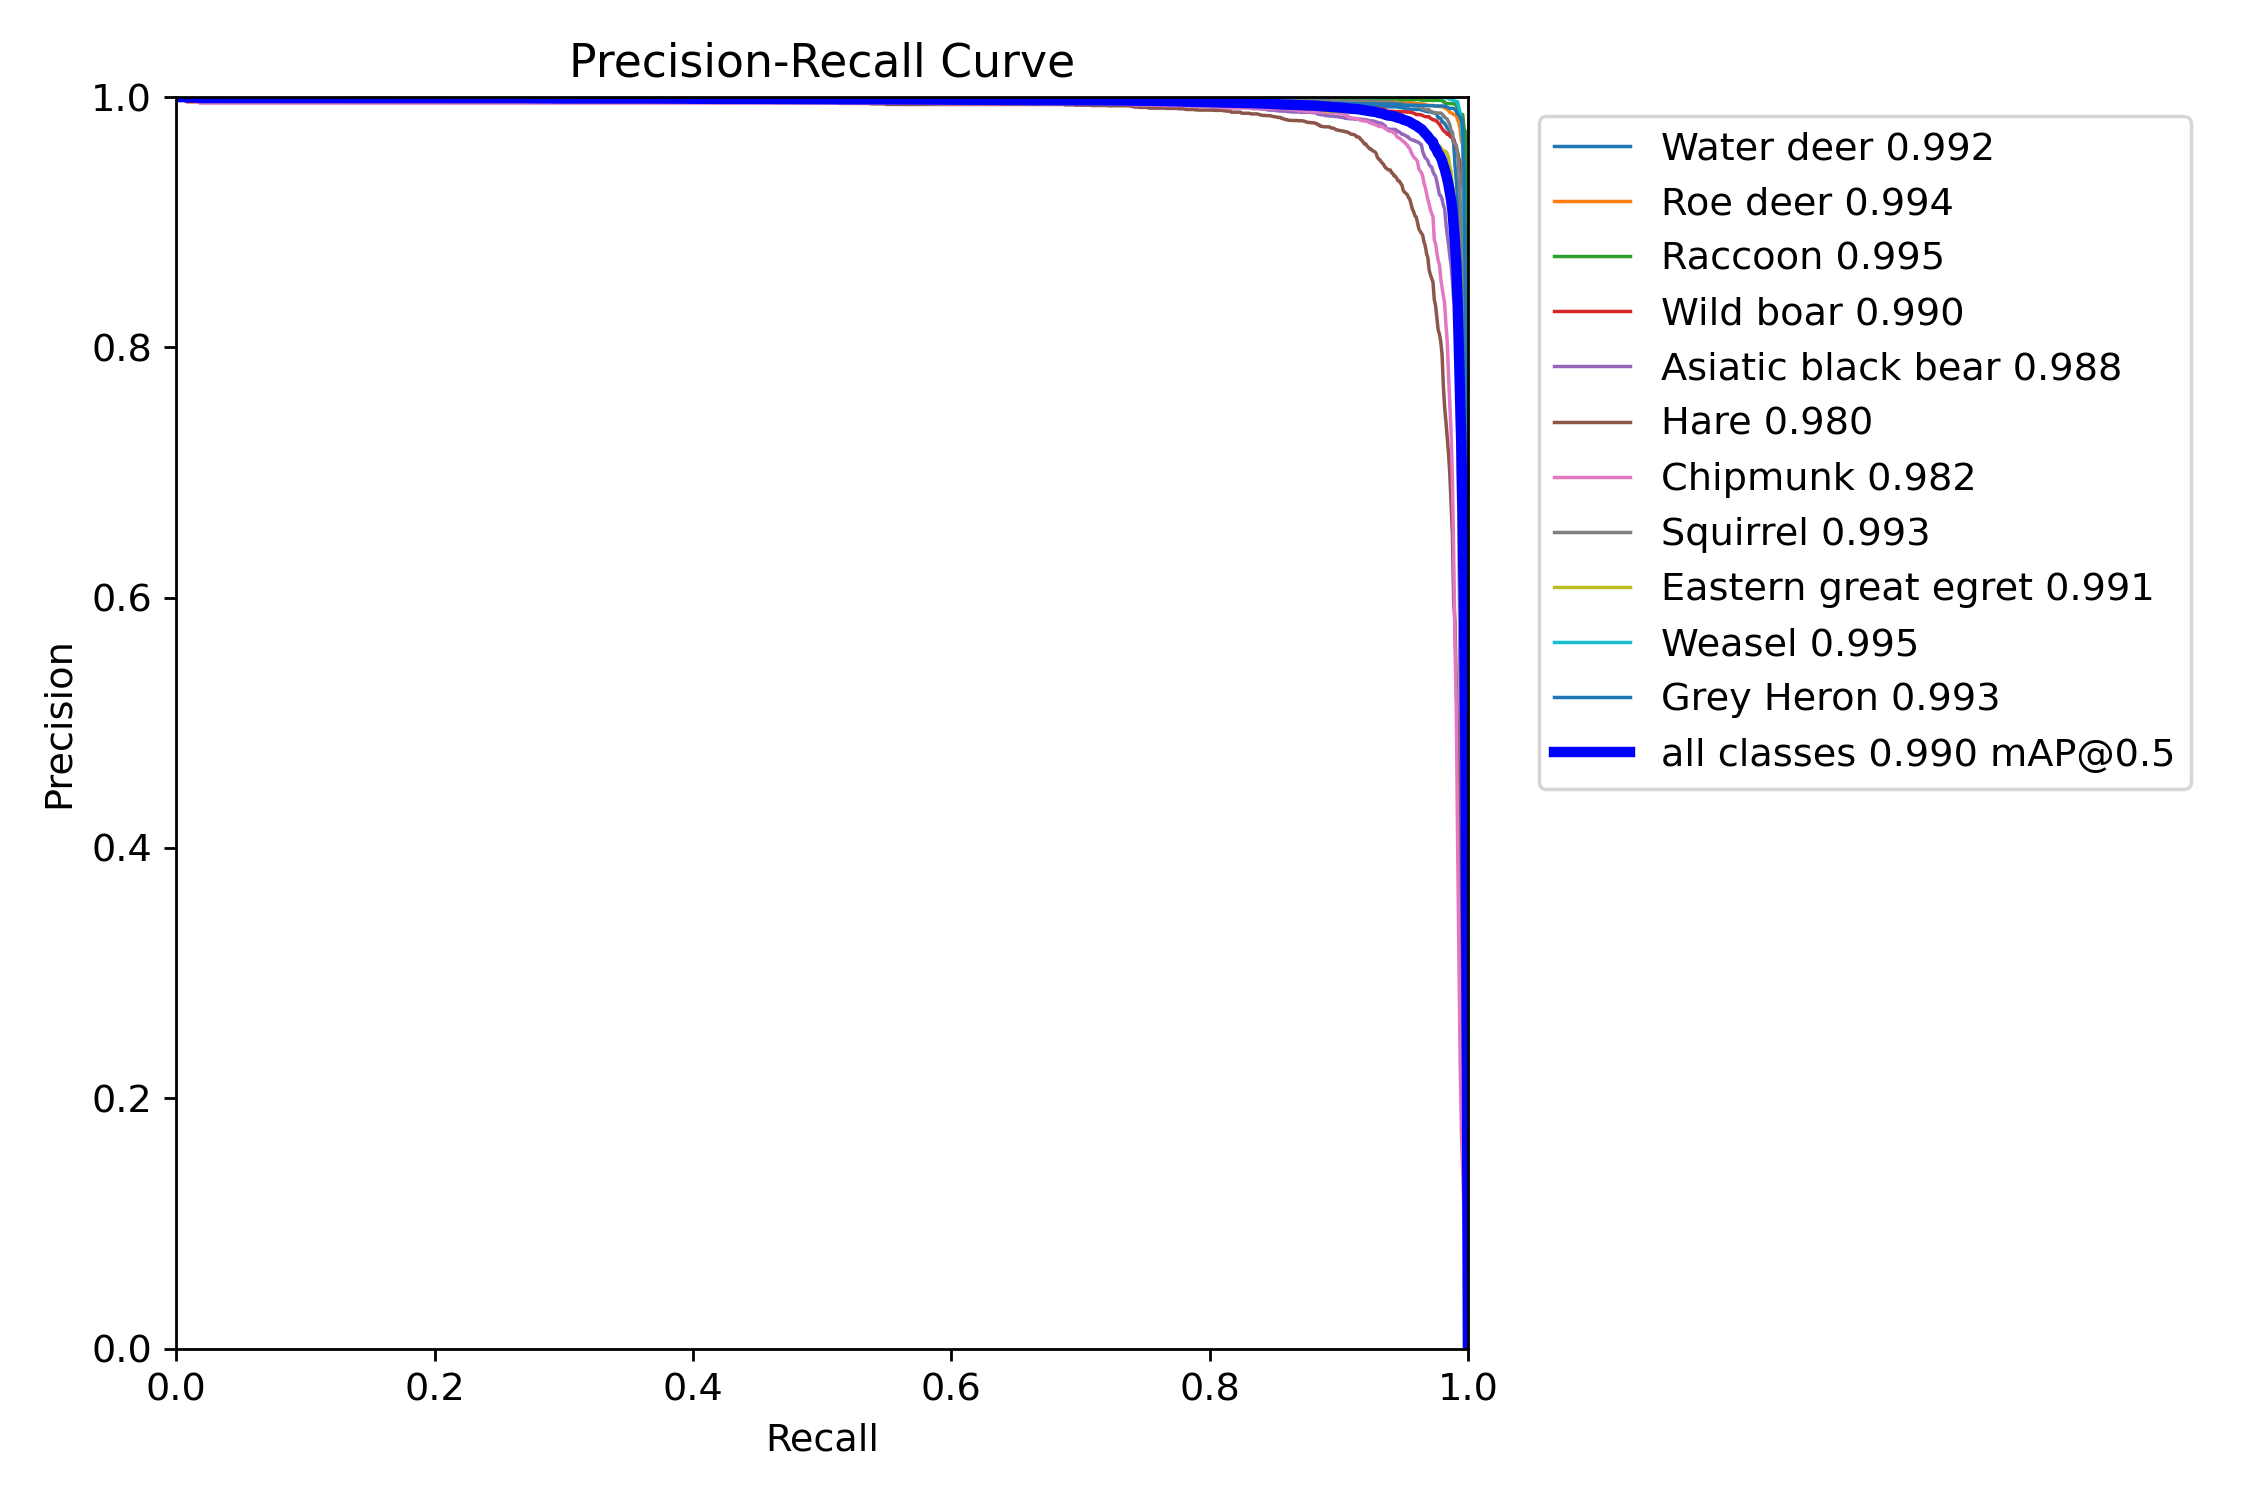 Precision-Recall Curve
1.0
0.8
0.6
0.4
0.2
0.0
Precision
0.0 0.2 0.4 0.6 0.8 1.0
Recall
Water deer 0.992
Roe deer 0.994
Raccoon 0.995
Wild boar 0.990
Asiatic black bear 0.988
Hare 0.980
Chipmunk 0.982
Squirrel 0.993
Eastern great egret 0.991
Weasel 0.995
Grey Heron 0.993
all classes 0.990 mAP@0.5